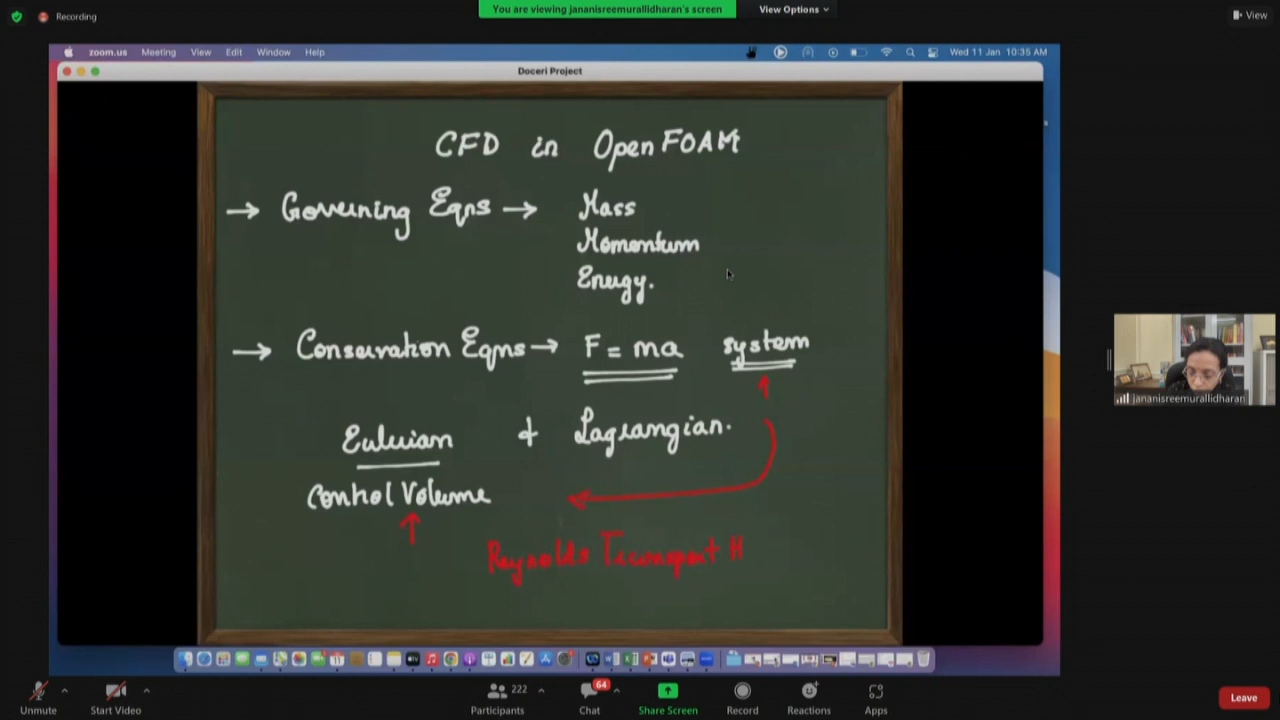 Recording
You are viewing jananisreemurallidharan's screen
View Options
View
zoom.us Meeting View Edit Window Help
Wed 11 Jan 10:35 AM
Doceri Project
CFD in OpenFOAM
→ Governing Eqns → Mass
Momentum
Energy.
→ Conservation Eqns → F = ma system
Eulerian + Lagrangian.
Control Volume
Reynolds Transport
jananisreemurallidharan
Unmute
Start Video
222
Participants
64
Chat
Share Screen
Record
Reactions
Apps
Leave